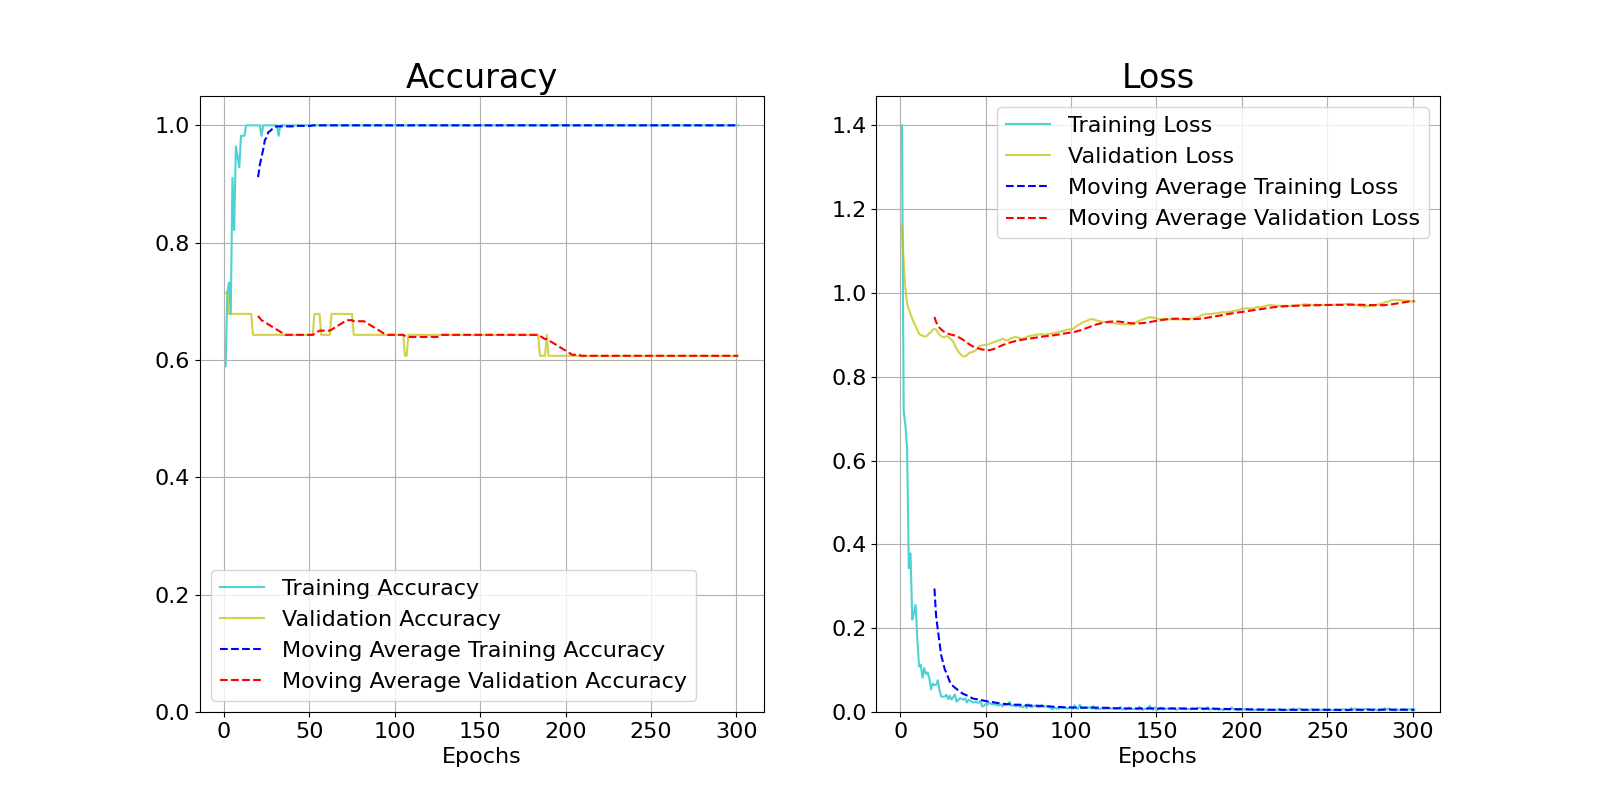 Accuracy
1.0
0.8
0.6
0.4
0.2
0.0
Training Accuracy
Validation Accuracy
Moving Average Training Accuracy
Moving Average Validation Accuracy
0 50 100 150 200 250 300
Epochs
Loss
1.4
1.2
1.0
0.8
0.6
0.4
0.2
0.0
Training Loss
Validation Loss
Moving Average Training Loss
Moving Average Validation Loss
0 50 100 150 200 250 300
Epochs